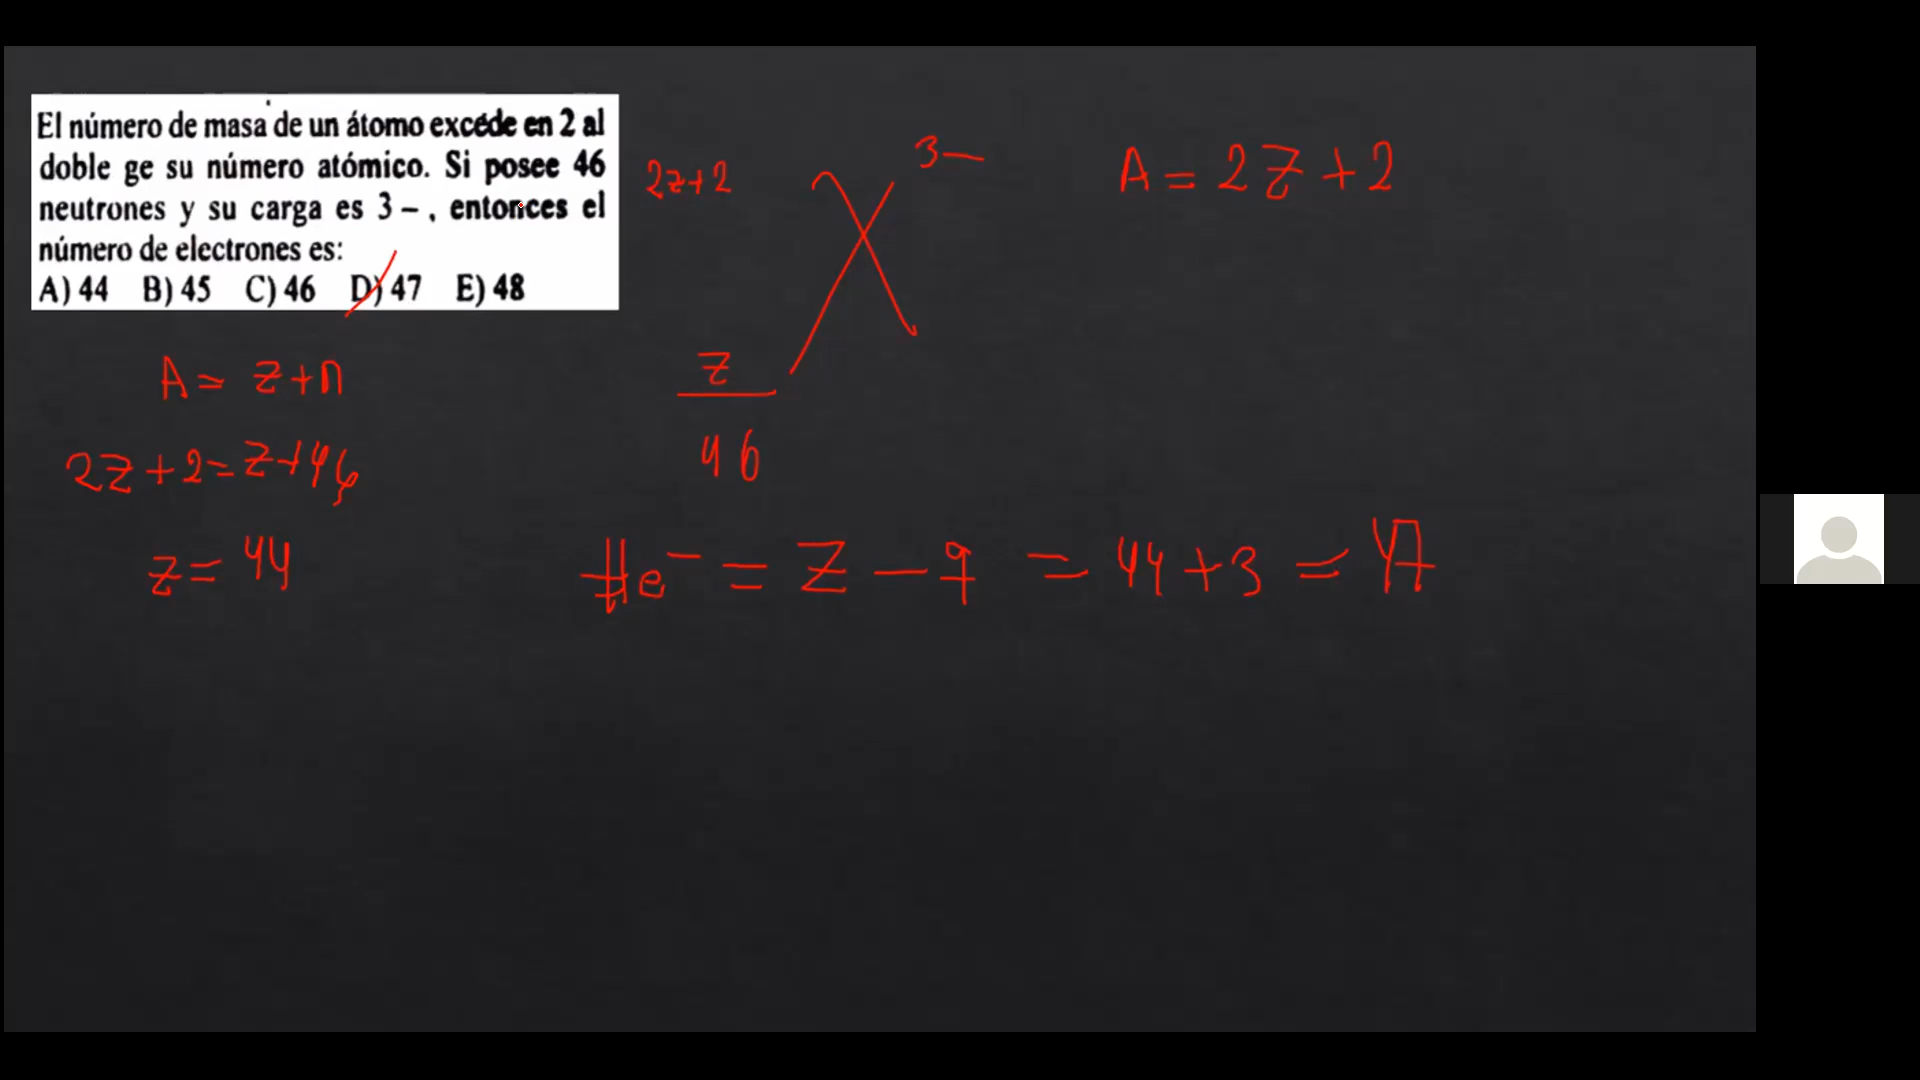 El número de masa de un átomo excede en 2 al
doble ge su número atómico. Si posee 46
neutrones y su carga es 3 – , entonces el
número de electrones es:
A) 44 B) 45 C) 46 D) 47 E) 48
2z+2
3−
A = 2Z + 2
z
46
A = z+n
2z+2=z+46
z=44
#e⁻ = Z − q = 44+3 = 47